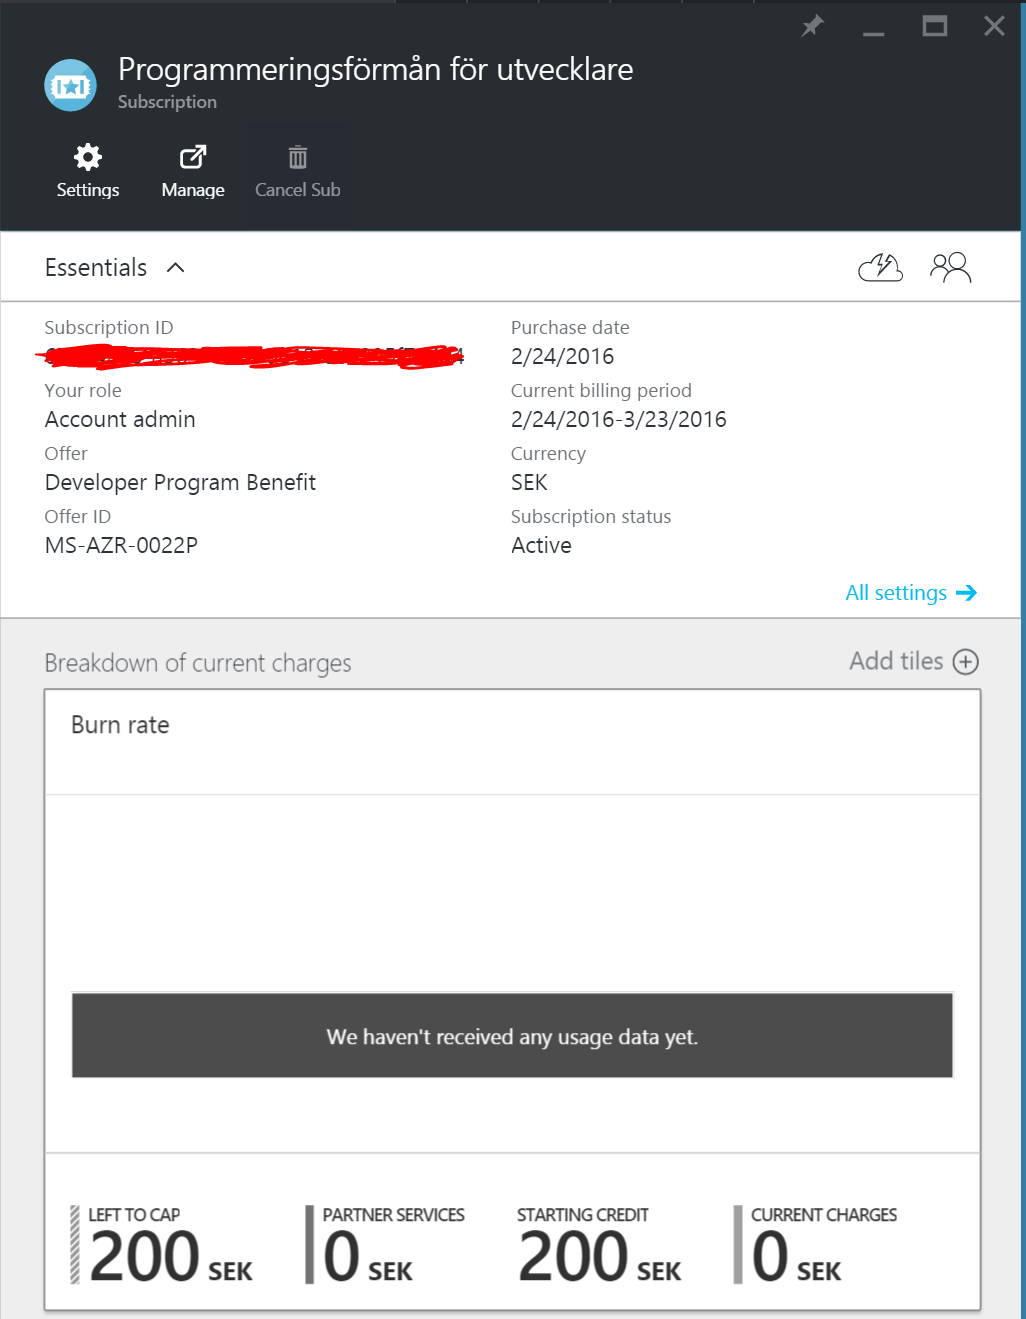 Programmeringsförmån för utvecklare
Subscription
Settings
Manage
Cancel Sub
Essentials
Subscription ID
Your role
Account admin
Offer
Developer Program Benefit
Offer ID
MS-AZR-0022P
Purchase date
2/24/2016
Current billing period
2/24/2016-3/23/2016
Currency
SEK
Subscription status
Active
All settings
Breakdown of current charges
Add tiles
Burn rate
We haven't received any usage data yet.
LEFT TO CAP
200 SEK
PARTNER SERVICES
0 SEK
STARTING CREDIT
200 SEK
CURRENT CHARGES
0 SEK